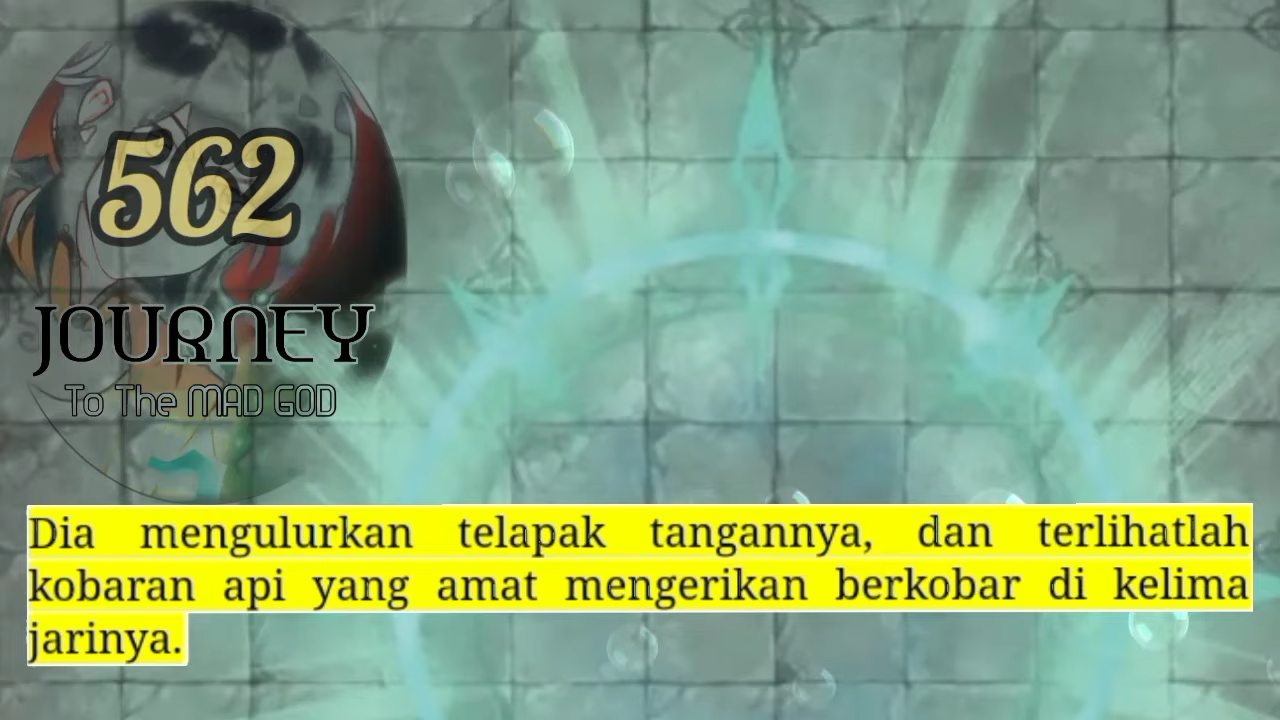 562
JOURNEY
To The MAD GOD
Dia mengulurkan telapak tangannya, dan terlihatlah
kobaran api yang amat mengerikan berkobar di kelima
jarinya.